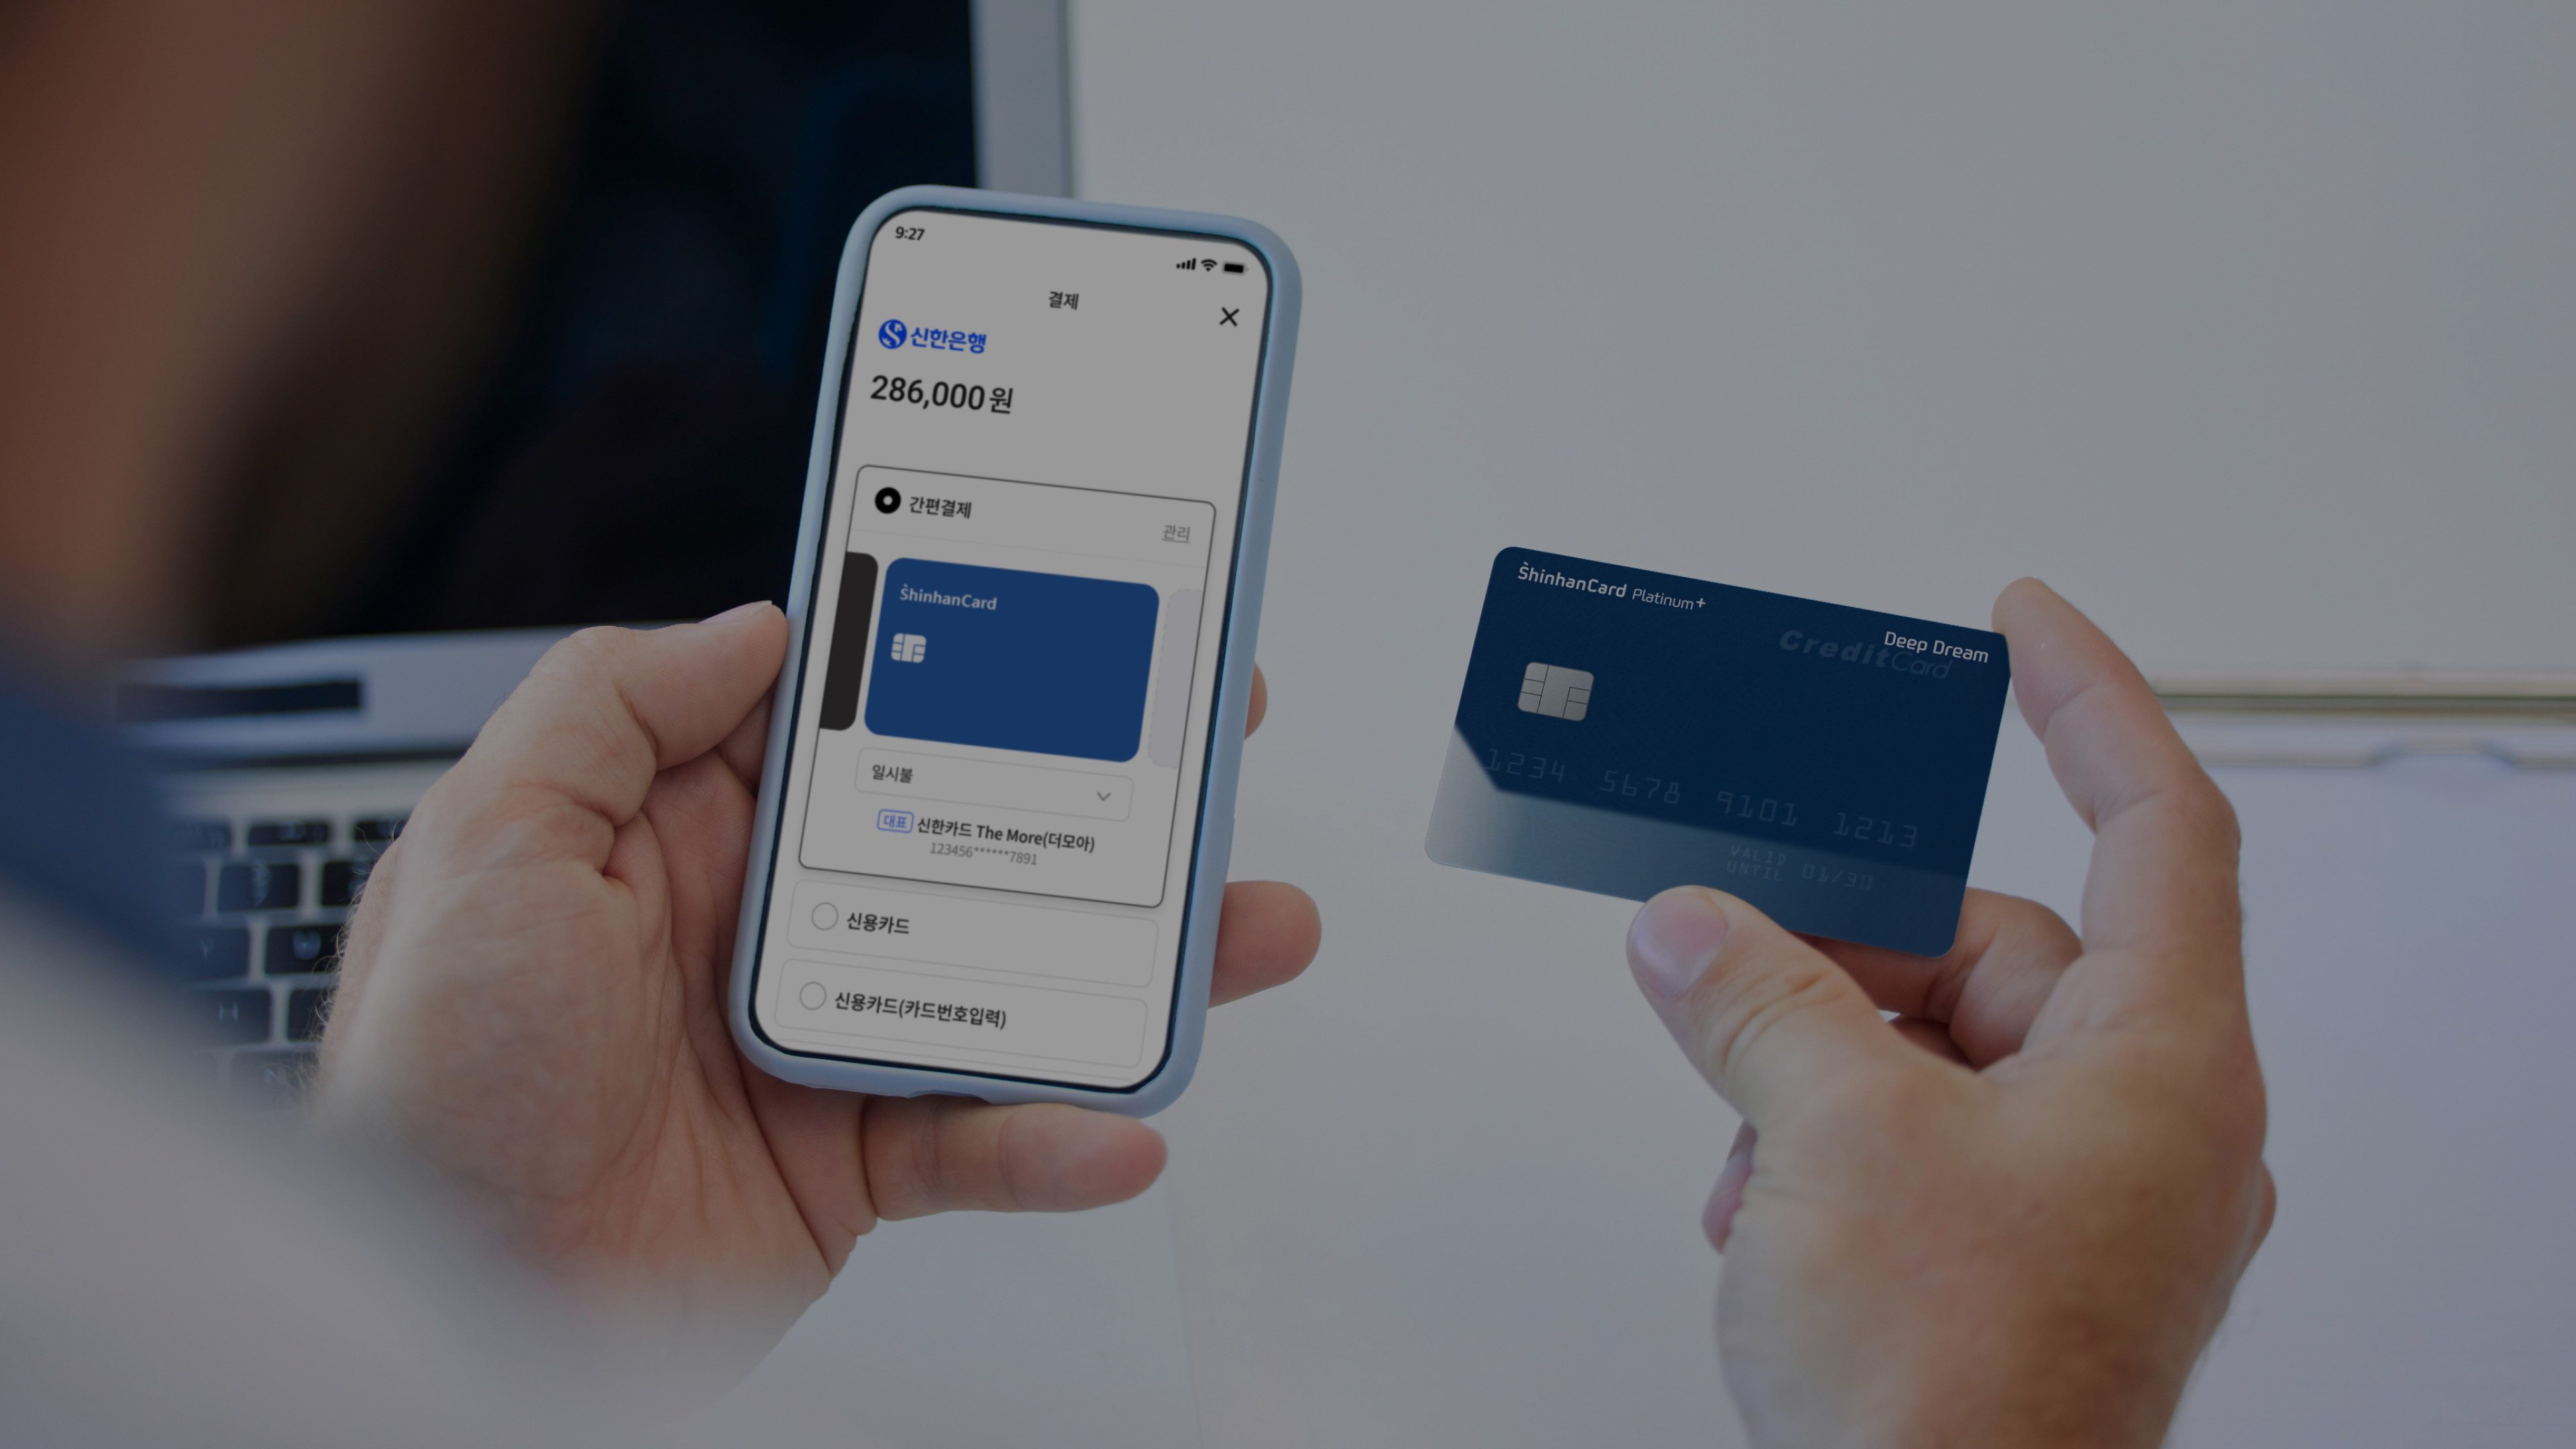 9:27
결제
신한은행
286,000원
간편결제
관리
ShinhanCard
일시불
대표 신한카드 The More(더모아)
123456******7891
신용카드
신용카드(카드번호입력)
ShinhanCard Platinum+
Deep Dream
CreditCard
1234 5678 9101 1213
VALID
UNTIL 01/30